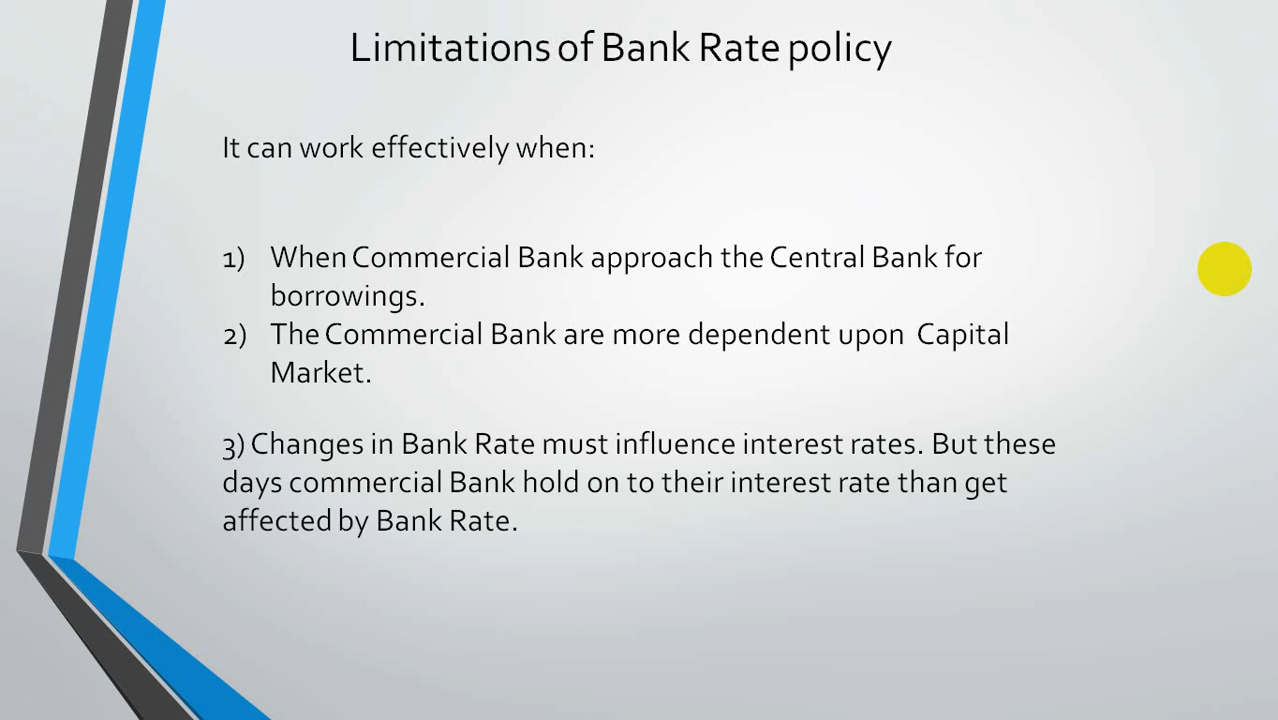 Limitations of Bank Rate policy
It can work effectively when:
1) When Commercial Bank approach the Central Bank for
borrowings.
2) The Commercial Bank are more dependent upon Capital
Market.
3) Changes in Bank Rate must influence interest rates. But these
days commercial Bank hold on to their interest rate than get
affected by Bank Rate.